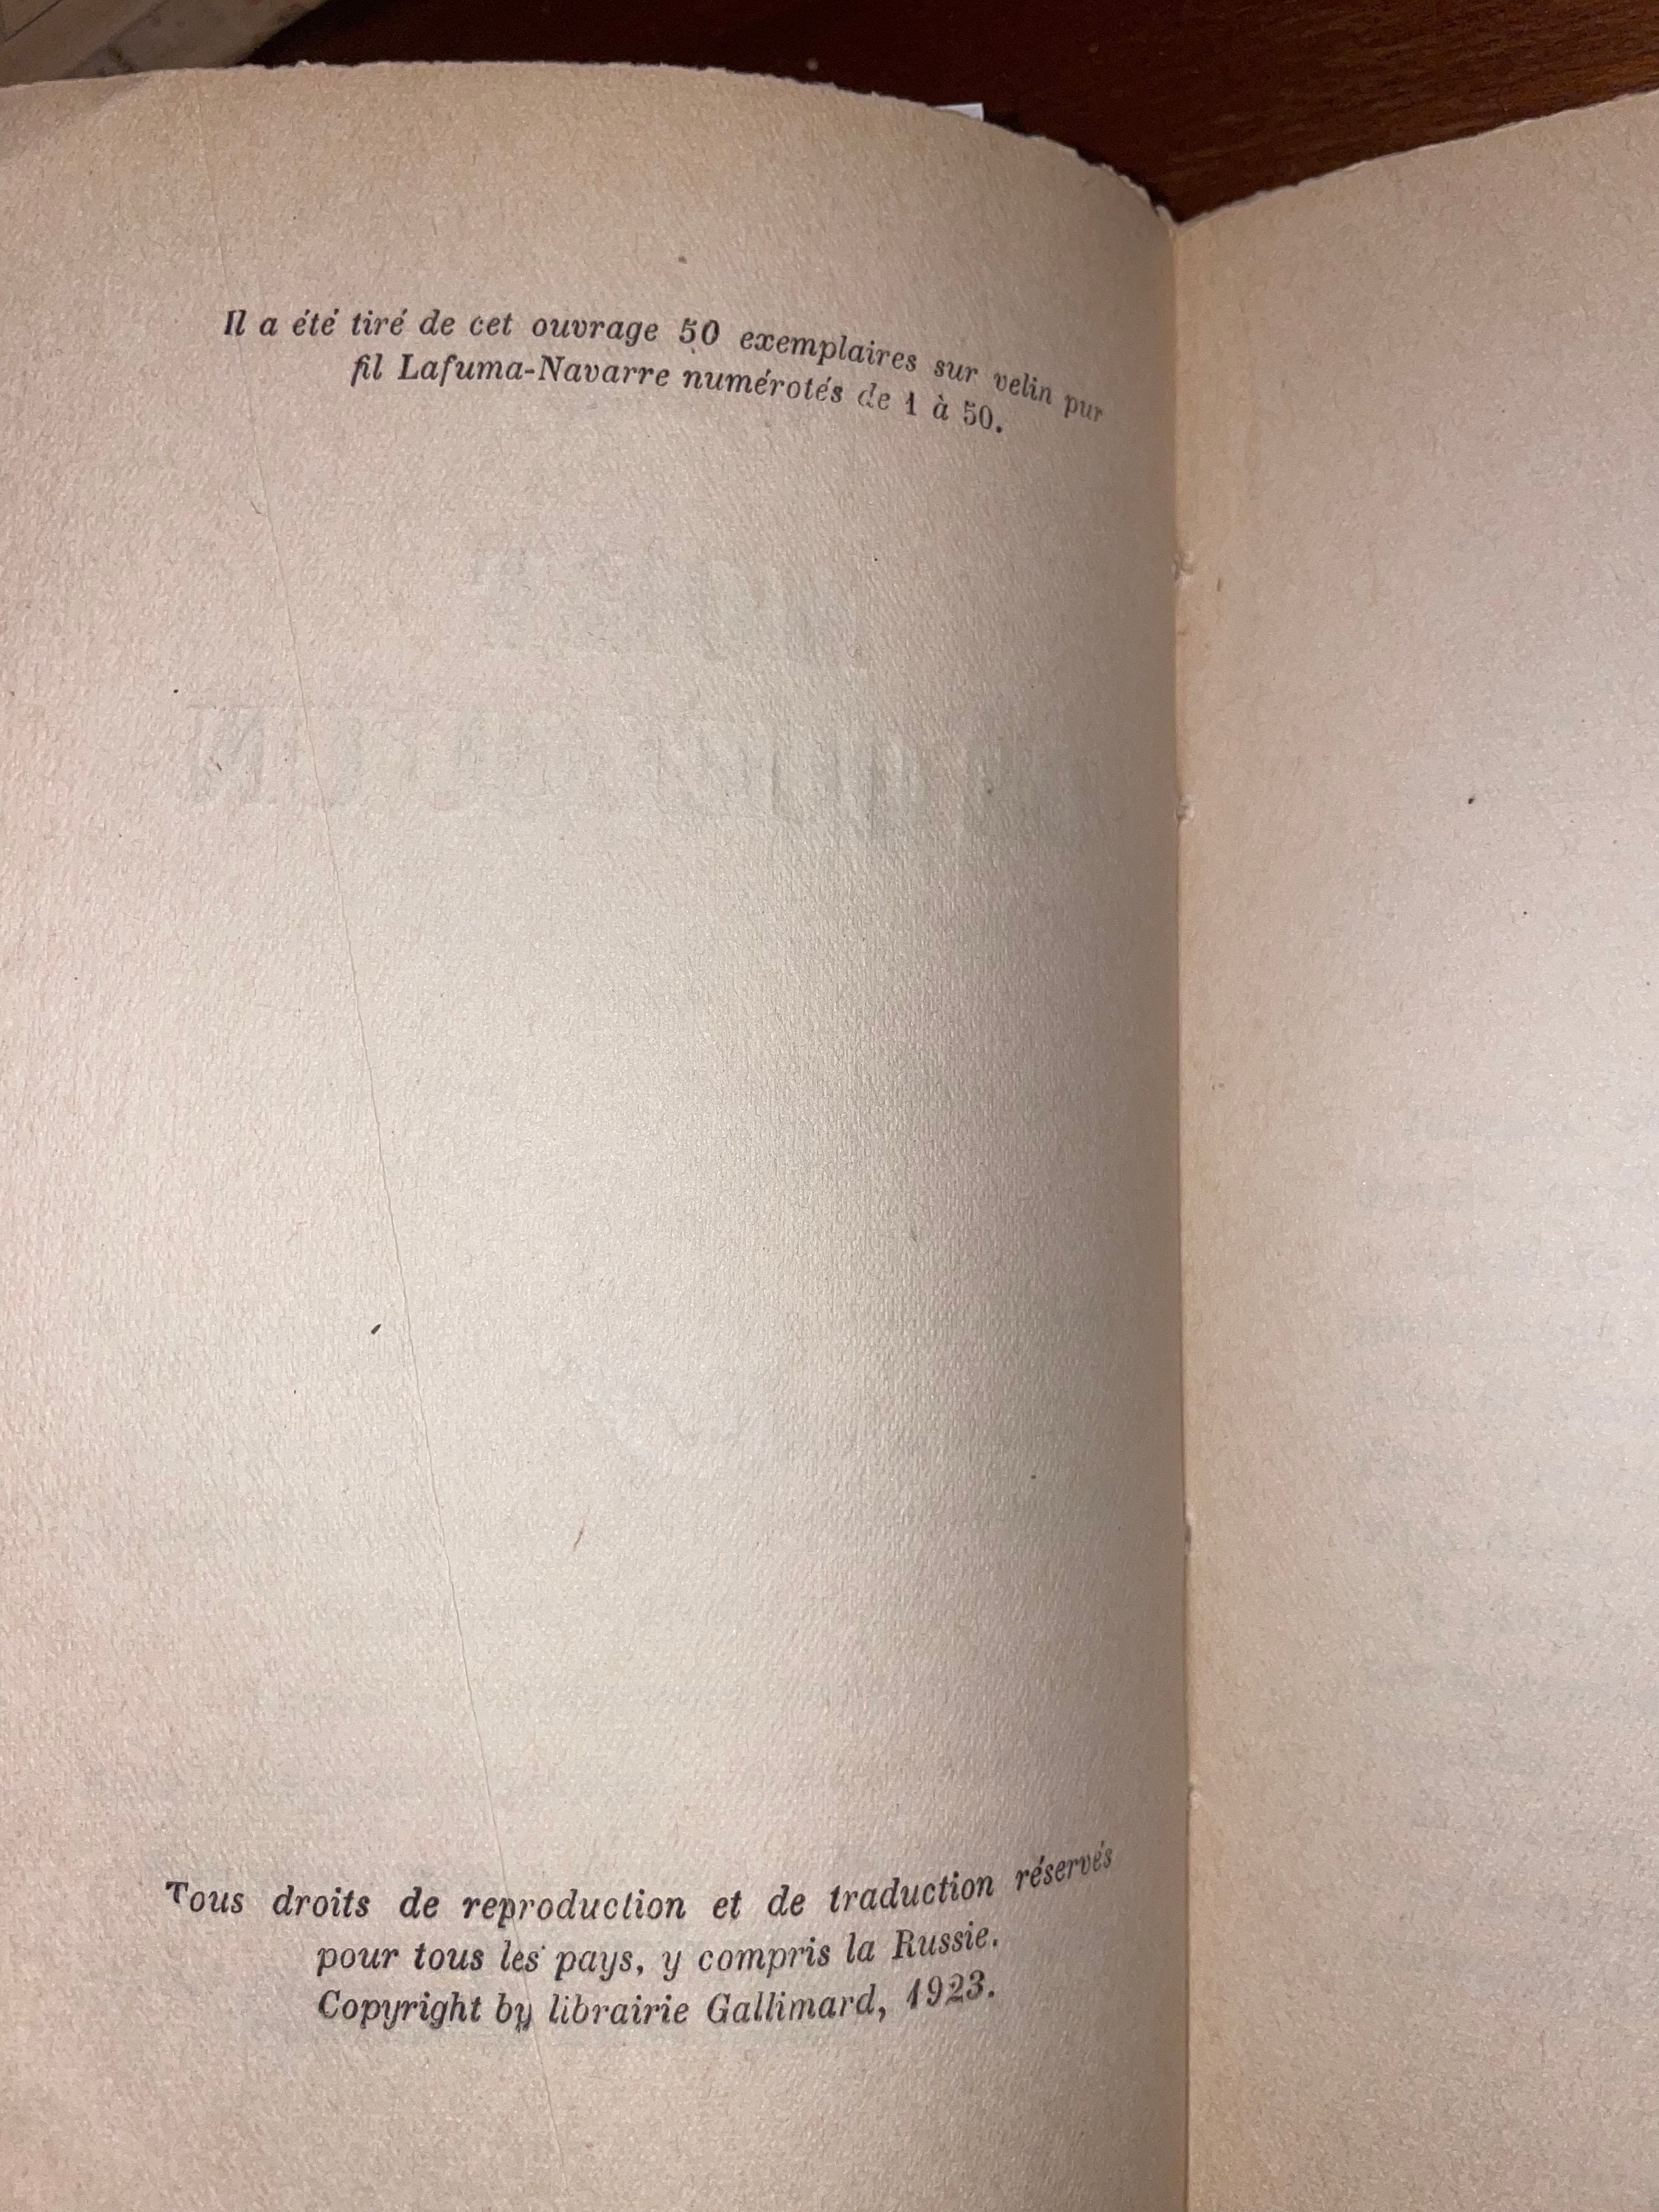 Il a été tiré de cet ouvrage 50 exemplaires sur velin pur
fil Lafuma-Navarre numérotés de 1 à 50.
Tous droits de reproduction et de traduction réservés
pour tous les pays, y compris la Russie.
Copyright by librairie Gallimard, 1923.